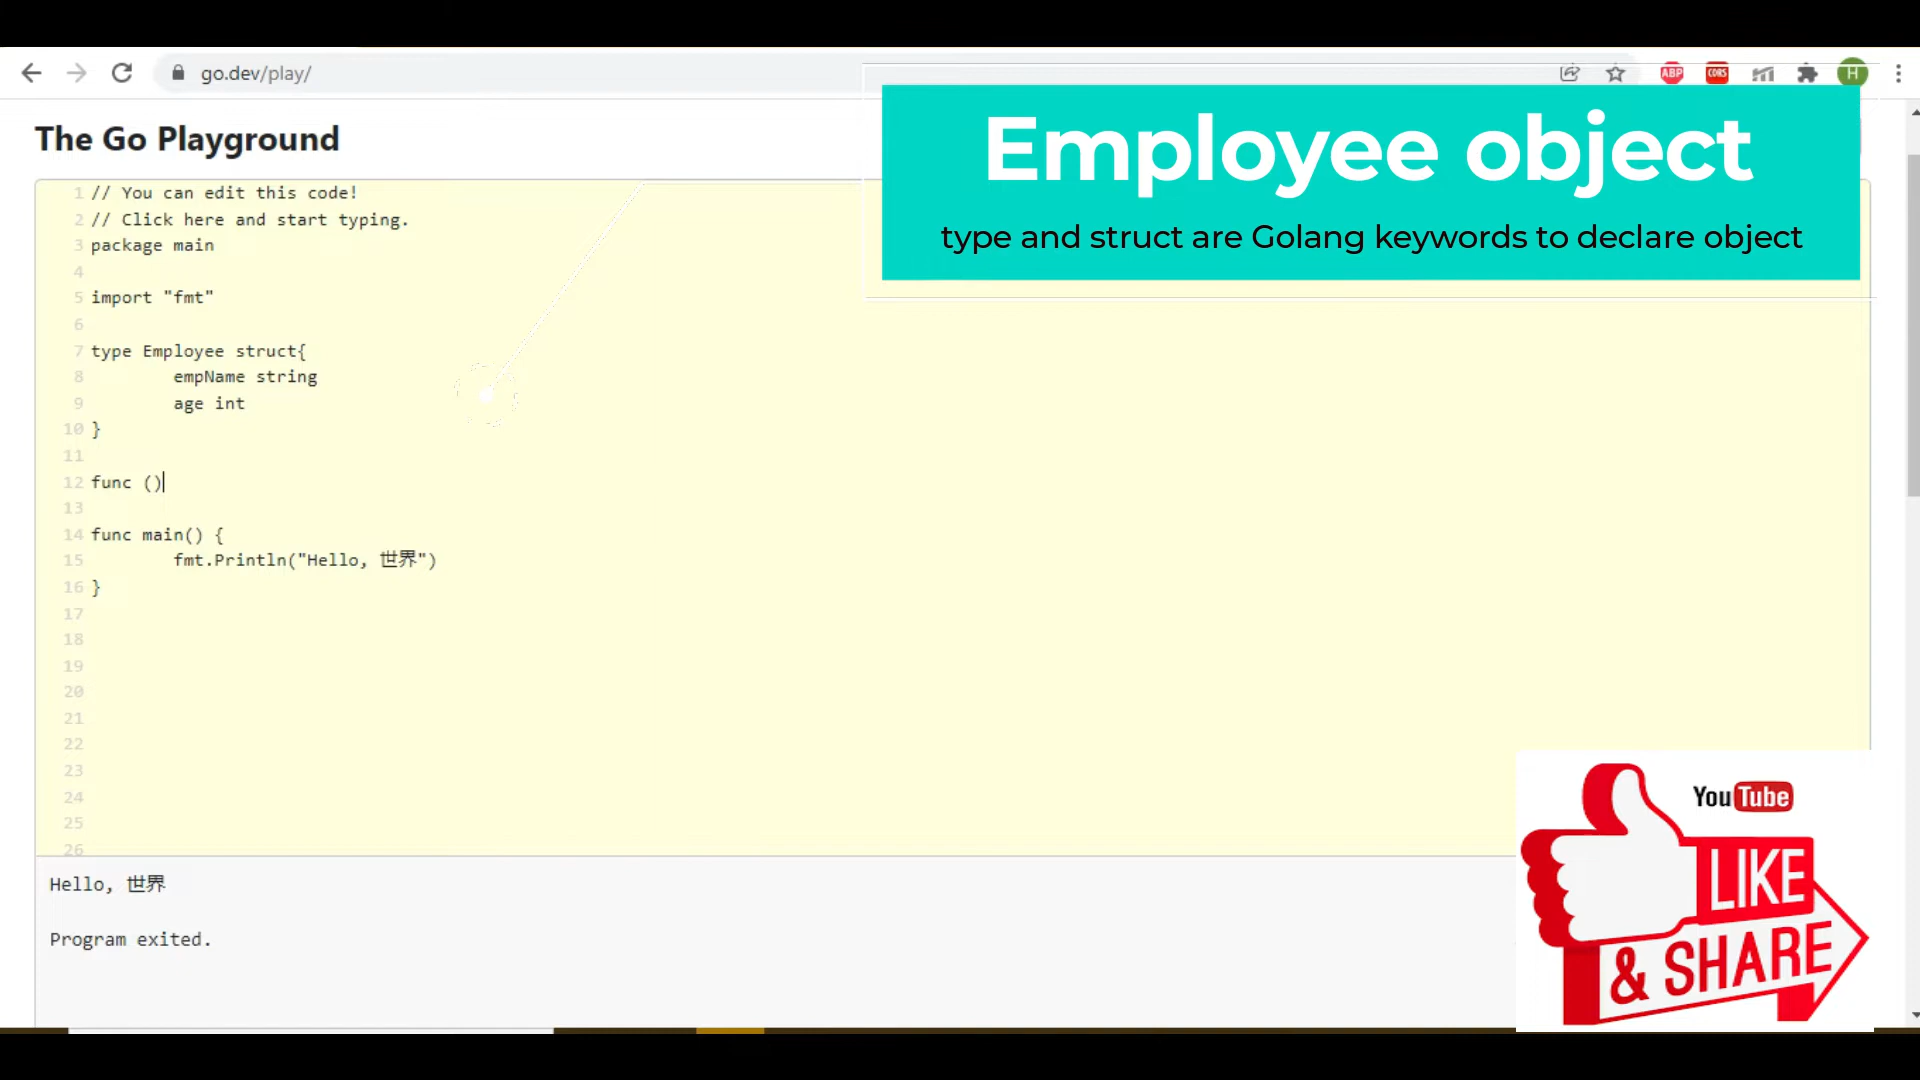 go.dev/play/
ABP
CORS
H
The Go Playground
Employee object
type and struct are Golang keywords to declare object
1 // You can edit this code!
2 // Click here and start typing.
3 package main
4
5 import "fmt"
6
7 type Employee struct{
8 empName string
9 age int
10 }
11
12 func ()
13
14 func main() {
15 fmt.Println("Hello, 世界")
16 }
17
18
19
20
21
22
23
24
25
26
Hello, 世界
Program exited.
YouTube
LIKE
& SHARE